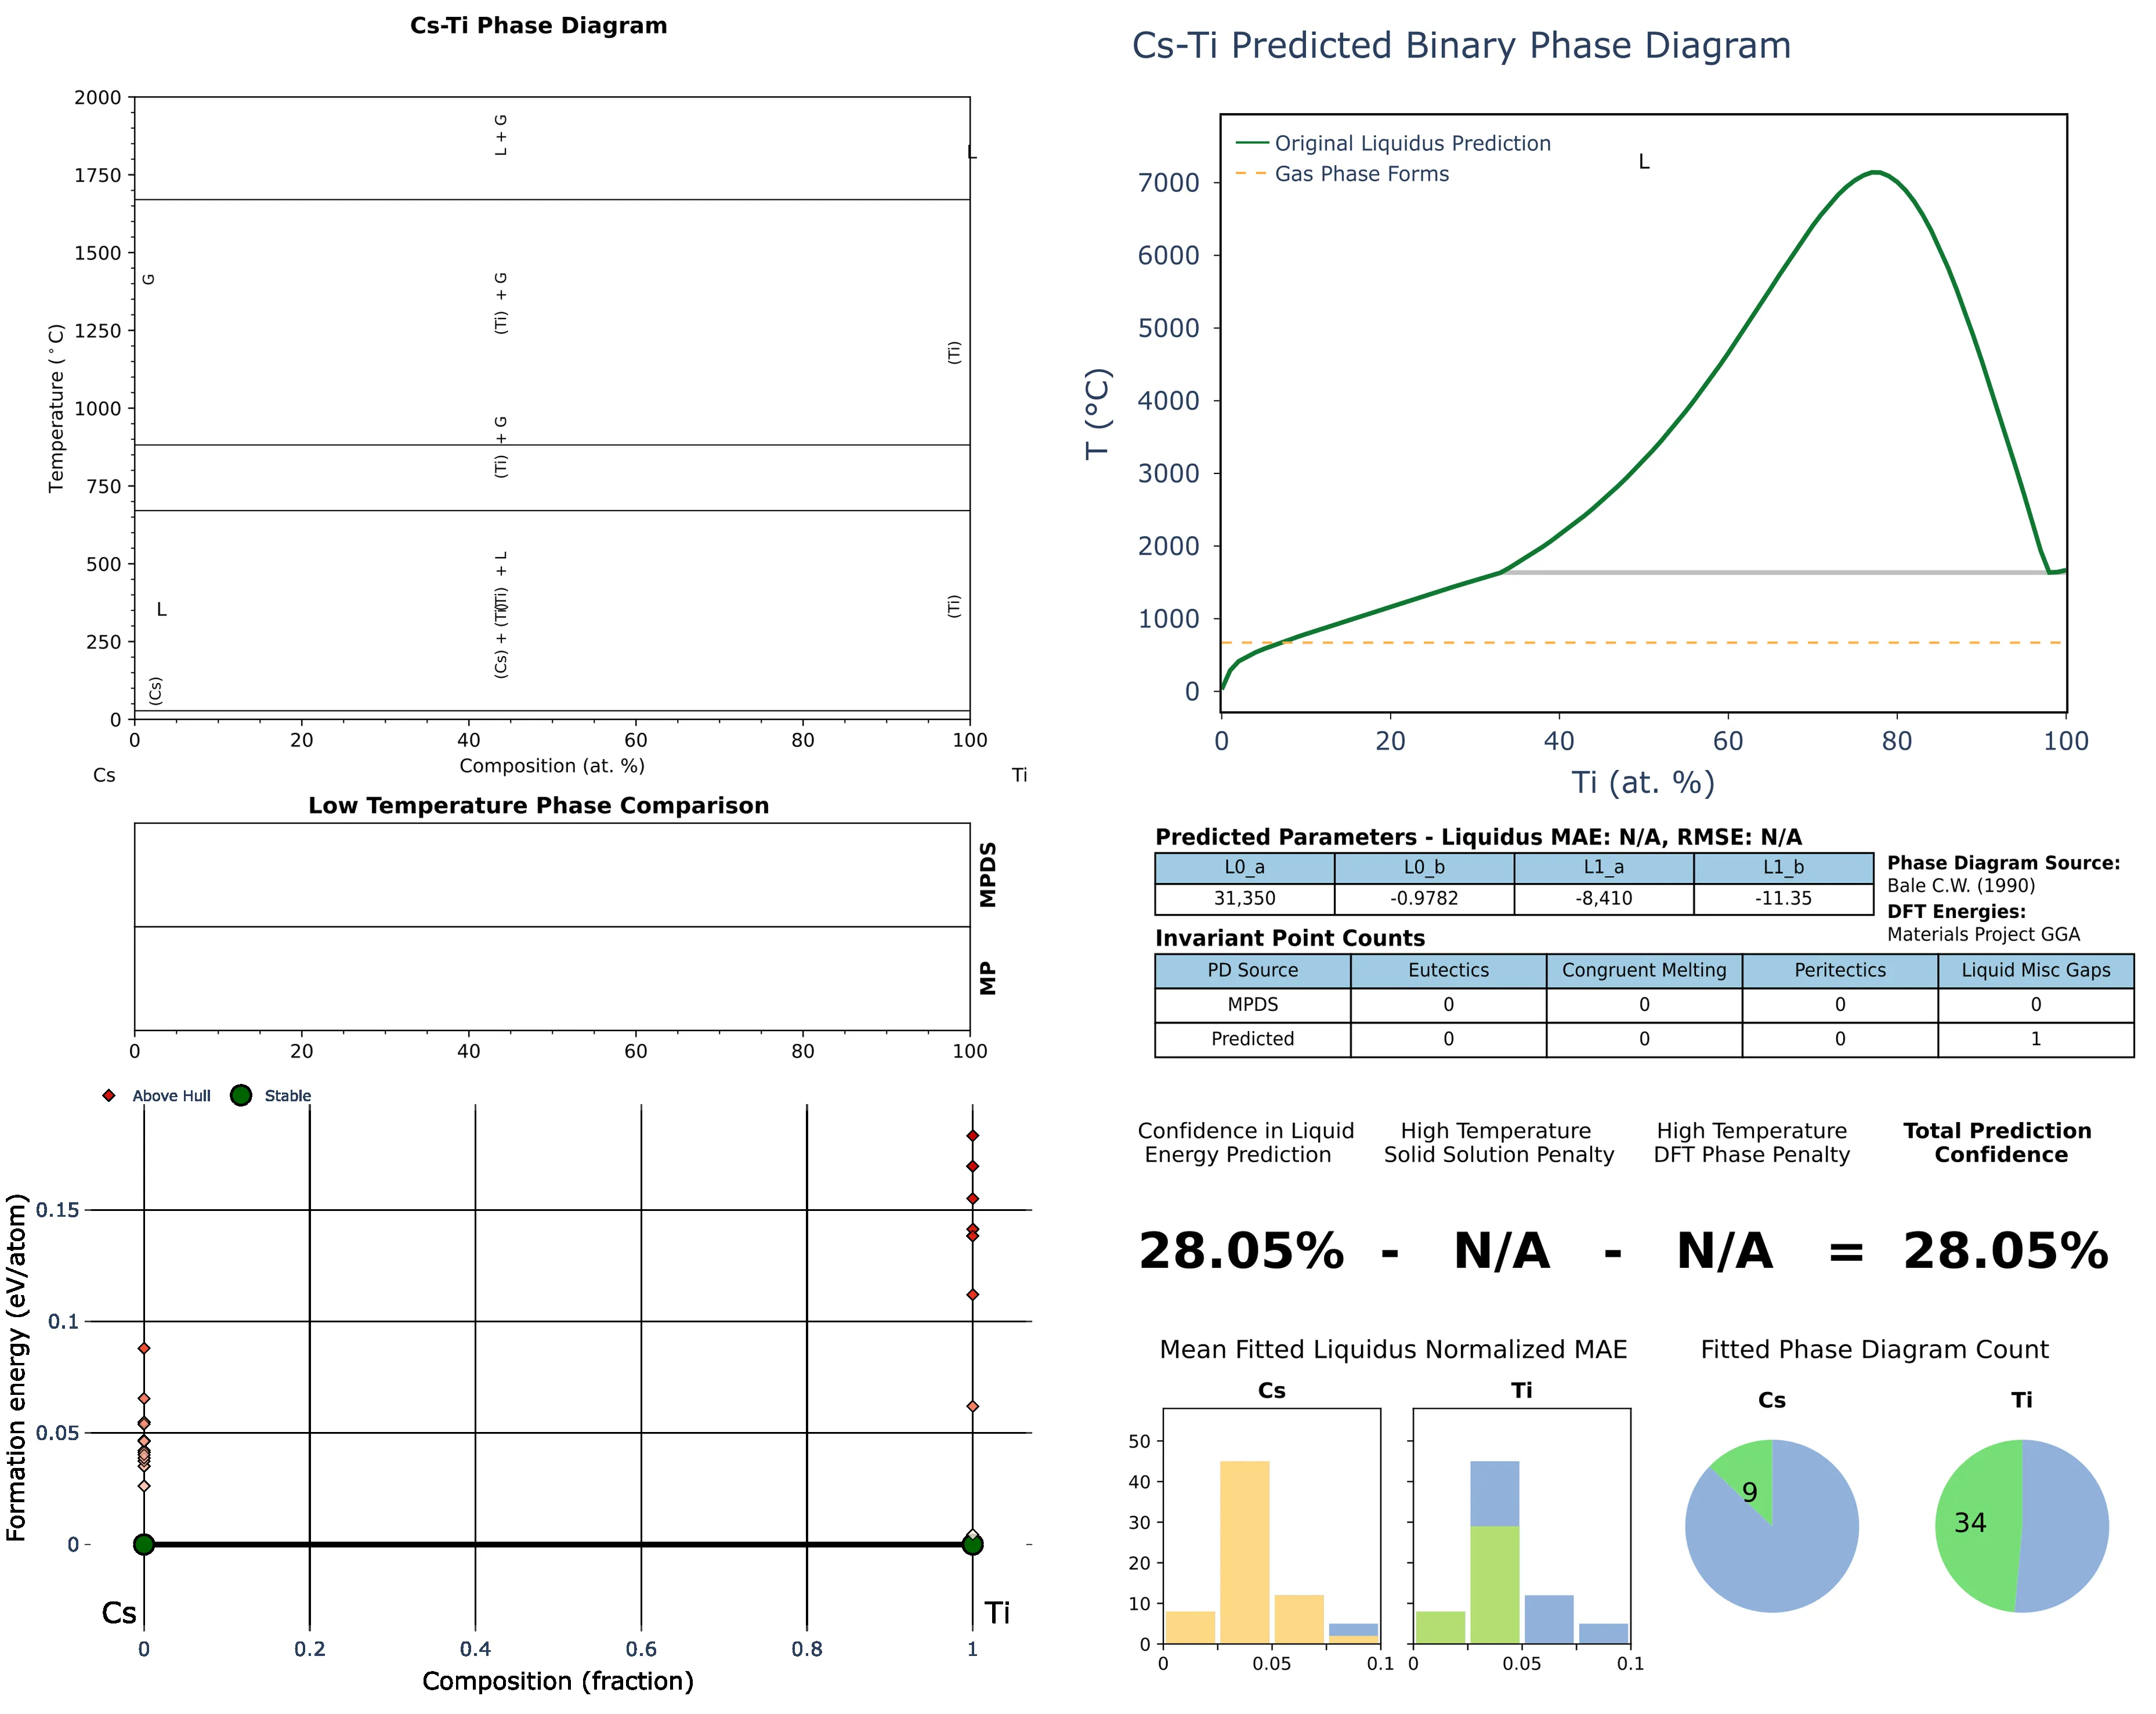 Cs-Ti Phase Diagram
2000
1750
1500
1250
1000
750
500
250
0
Temperature (°C)
L + G
L
G
(Ti) + G
(Ti)
(Ti) + G
(Ti) + L
(Cs) + (Ti)
L
(Ti)
(Cs)
0 20 40 60 80 100
Composition (at. %)
Cs Ti
Low Temperature Phase Comparison
MPDS
MP
0 20 40 60 80 100
Above Hull Stable
Formation energy (eV/atom)
0.15
0.1
0.05
0
Cs Ti
0 0.2 0.4 0.6 0.8 1
Composition (fraction)
Cs-Ti Predicted Binary Phase Diagram
Original Liquidus Prediction
Gas Phase Forms
L
T (°C)
7000
6000
5000
4000
3000
2000
1000
0
0 20 40 60 80 100
Ti (at. %)
Predicted Parameters - Liquidus MAE: N/A, RMSE: N/A
L0_a L0_b L1_a L1_b
31,350 -0.9782 -8,410 -11.35
Phase Diagram Source:
Bale C.W. (1990)
DFT Energies:
Materials Project GGA
Invariant Point Counts
PD Source Eutectics Congruent Melting Peritectics Liquid Misc Gaps
MPDS 0 0 0 0
Predicted 0 0 0 1
Confidence in Liquid
Energy Prediction
High Temperature
Solid Solution Penalty
High Temperature
DFT Phase Penalty
Total Prediction
Confidence
28.05% - N/A - N/A = 28.05%
Mean Fitted Liquidus Normalized MAE
Cs Ti
50
40
30
20
10
0
0 0.05 0.1 0 0.05 0.1
Fitted Phase Diagram Count
Cs Ti
9 34